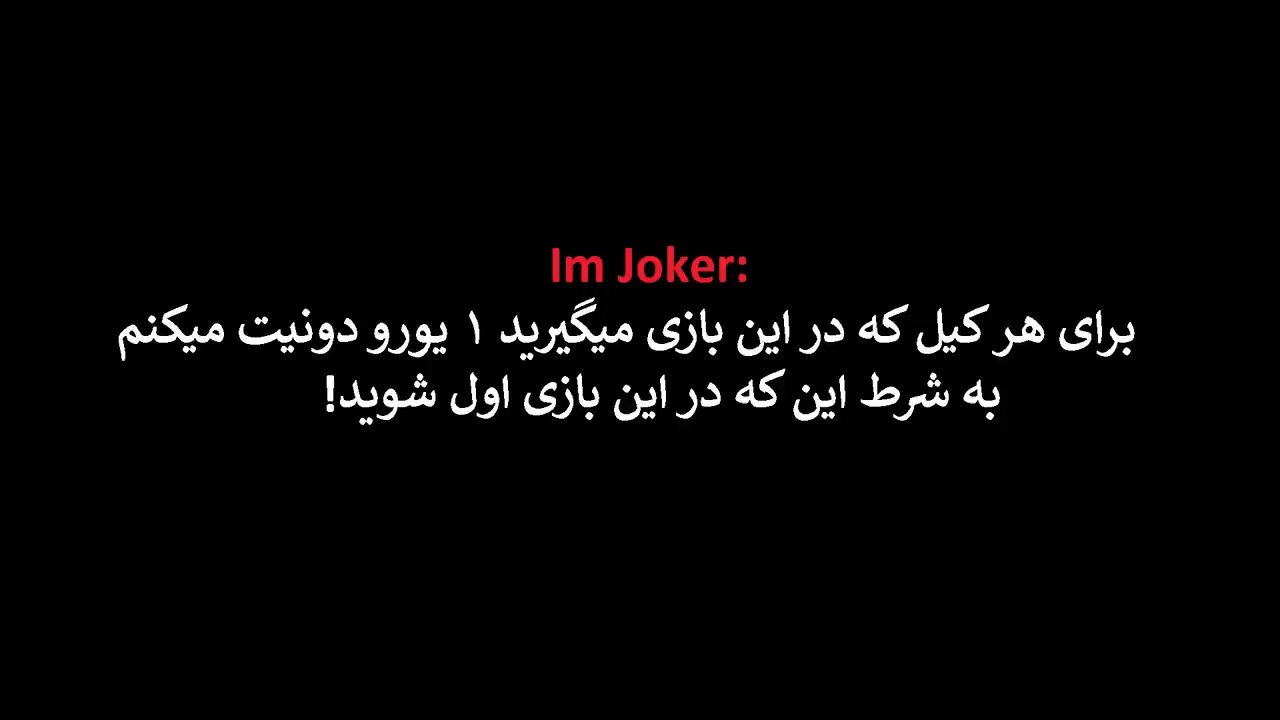 Im Joker:
برای هر کیل که در این بازی میگیرید ۱ یورو دونیت میکنم
به شرط این که در این بازی اول شوید!